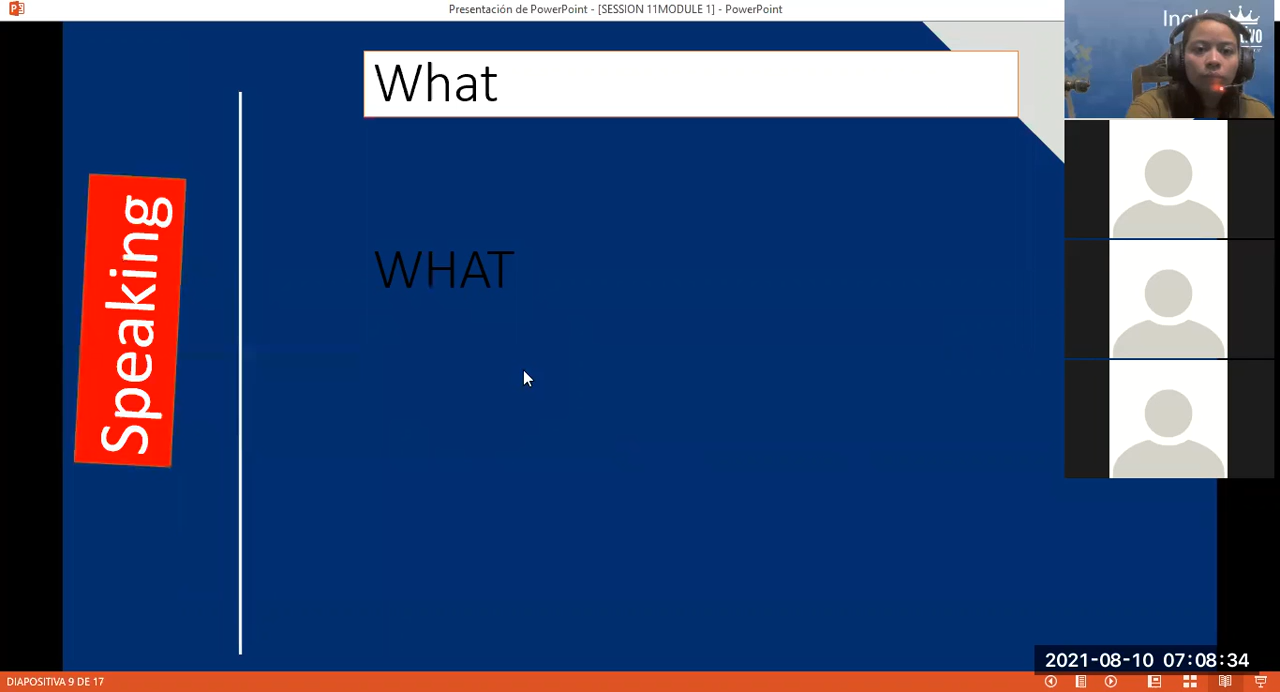 Presentación de PowerPoint - [SESSION 11MODULE 1] - PowerPoint
What
WHAT
Speaking
2021-08-10 07:08:34
DIAPOSITIVA 9 DE 17